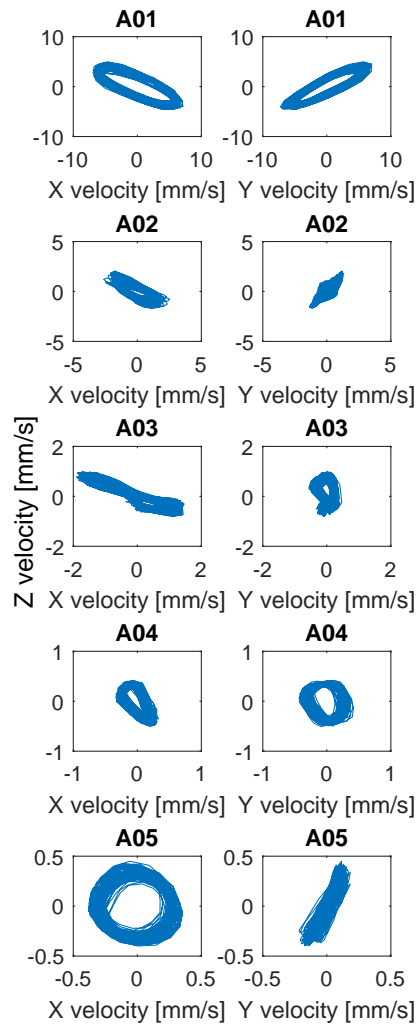 A01 A01
10 10
0 0
-10 -10
-10 0 10 -10 0 10
X velocity [mm/s] Y velocity [mm/s]
A02 A02
5 5
0 0
-5 -5
-5 0 5 -5 0 5
X velocity [mm/s] Y velocity [mm/s]
Z velocity [mm/s]
A03 A03
2 2
0 0
-2 -2
-2 0 2 -2 0 2
X velocity [mm/s] Y velocity [mm/s]
A04 A04
1 1
0 0
-1 -1
-1 0 1 -1 0 1
X velocity [mm/s] Y velocity [mm/s]
A05 A05
0.5 0.5
0 0
-0.5 -0.5
-0.5 0 0.5 -0.5 0 0.5
X velocity [mm/s] Y velocity [mm/s]